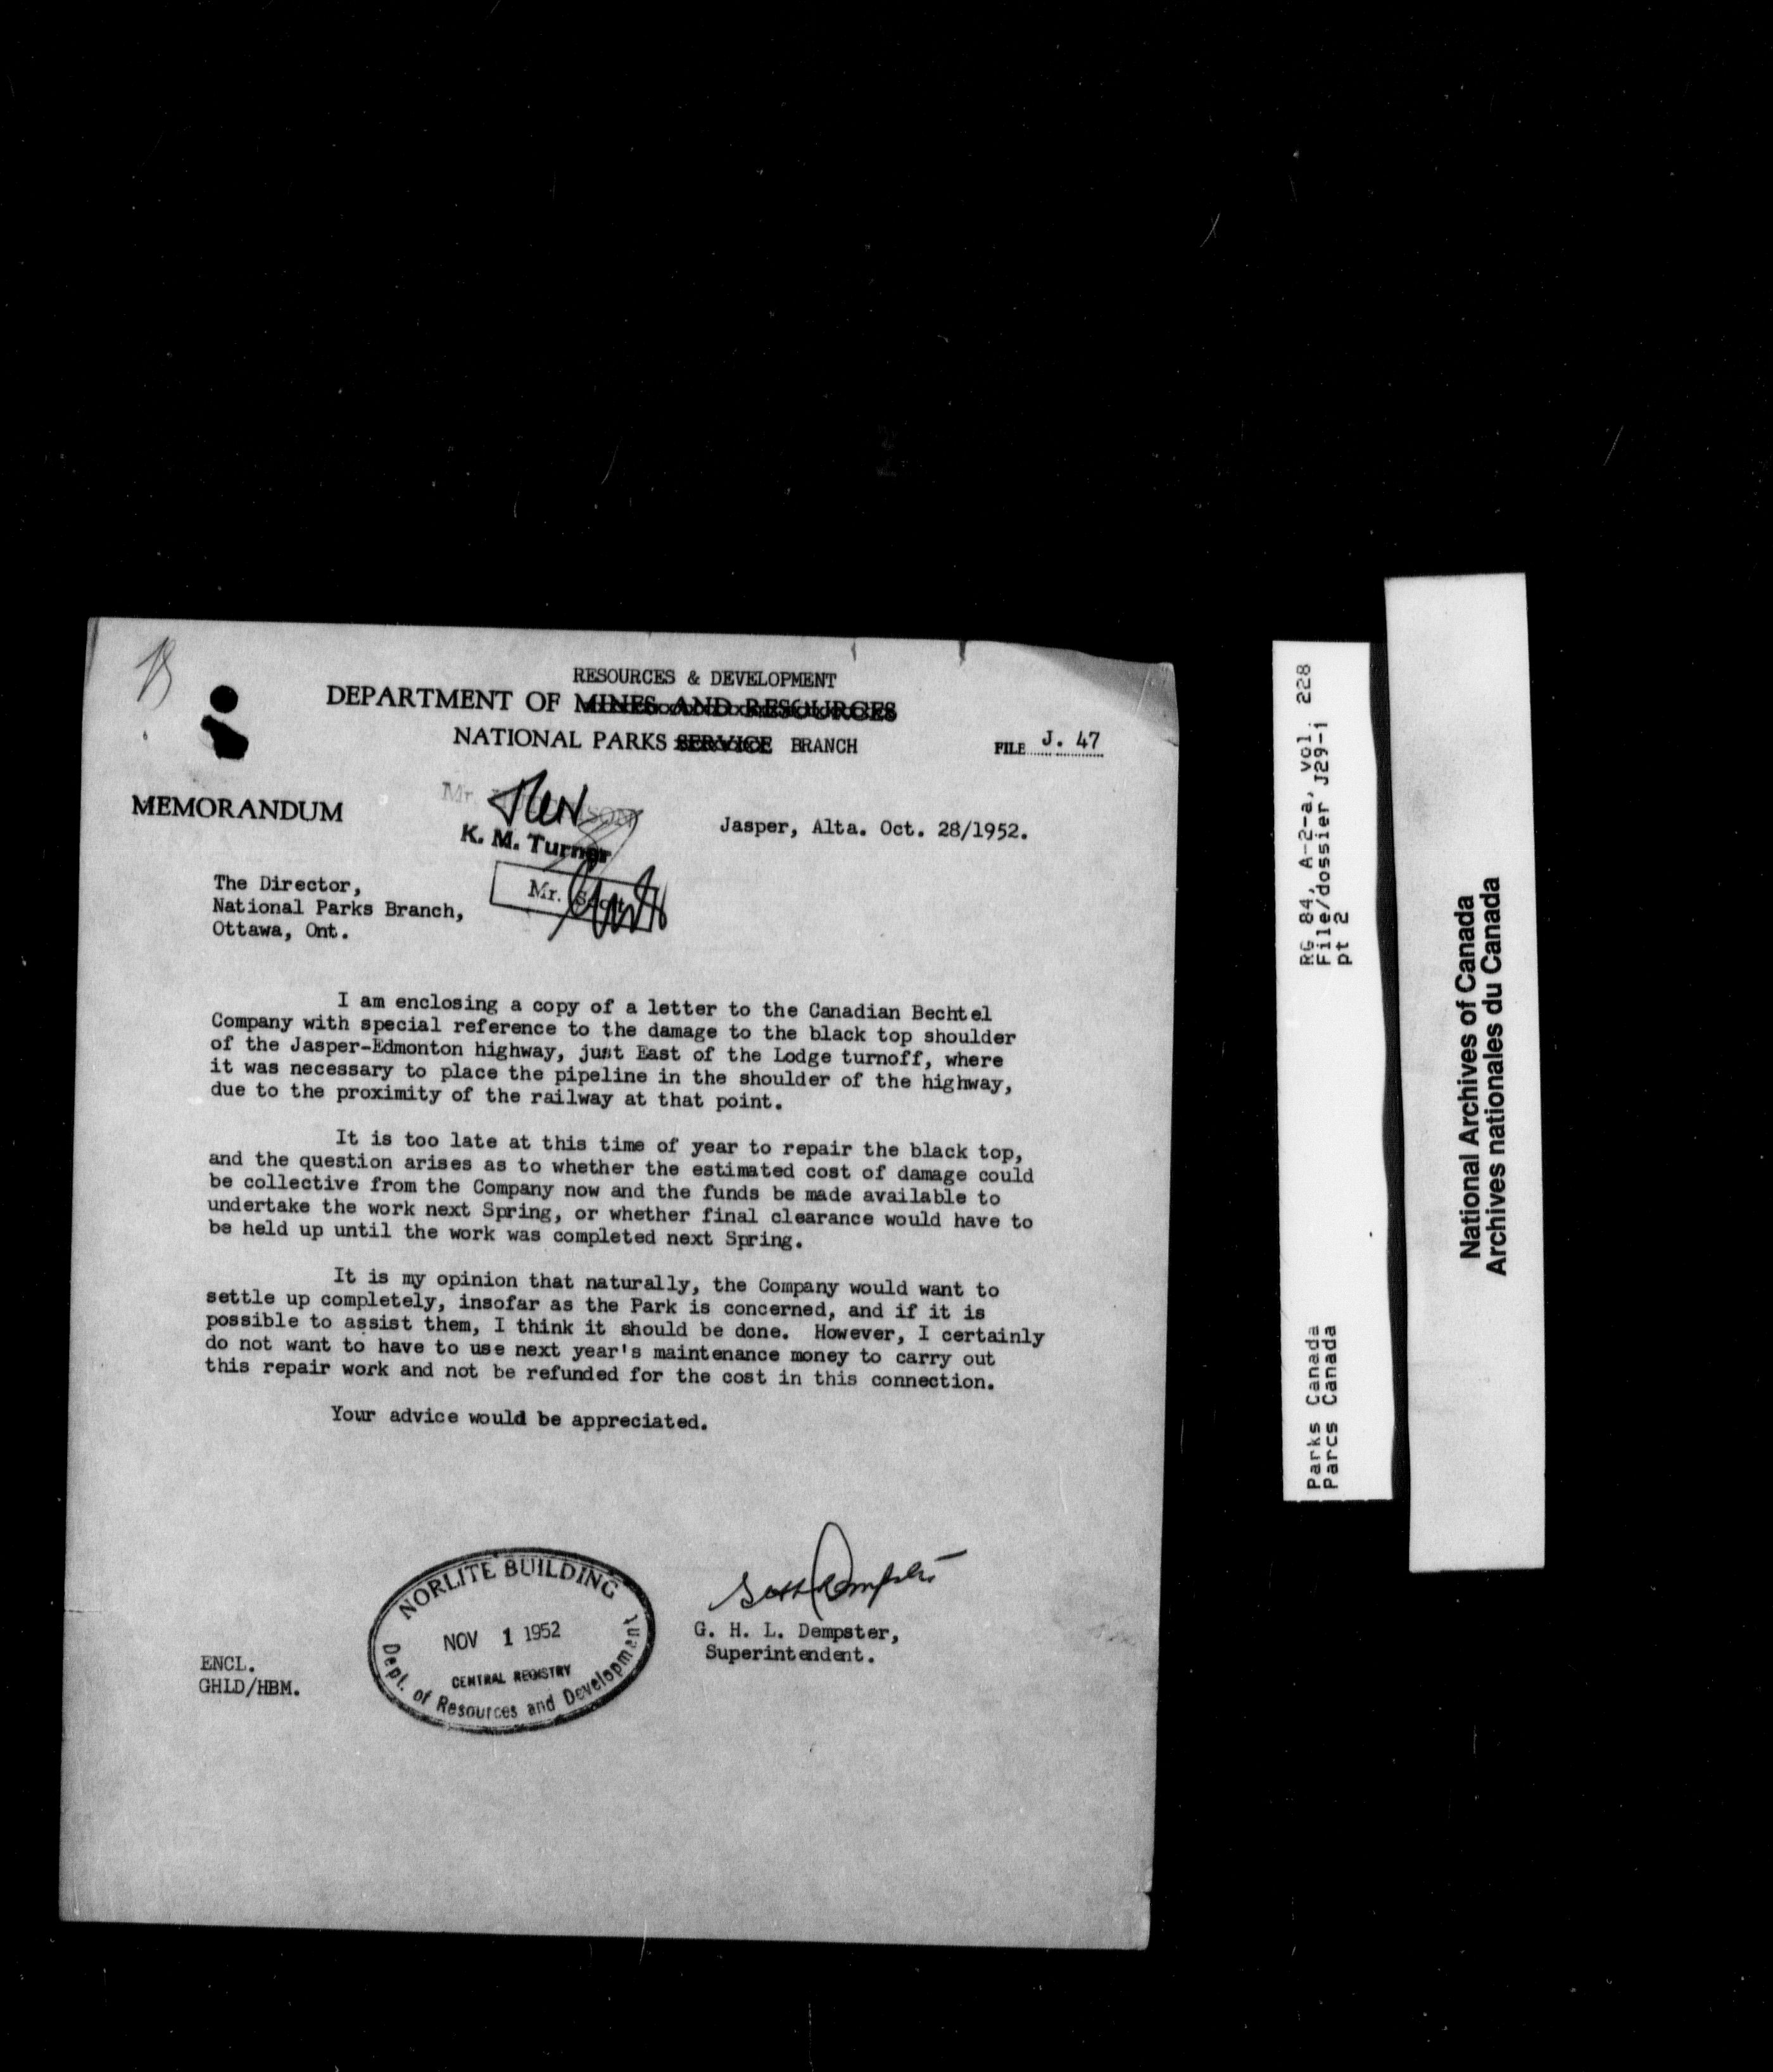 RESOURCES & DEVELOPMENT
DEPARTMENT OF MINES AND RESOURCES
NATIONAL PARKS SERVICE BRANCH
FILE J. 47
MEMORANDUM
Mr.
K. M. Turner
Jasper, Alta. Oct. 28/1952.
Mr. Scott
The Director,
National Parks Branch,
Ottawa, Ont.
I am enclosing a copy of a letter to the Canadian Bechtel
Company with special reference to the damage to the black top shoulder
of the Jasper-Edmonton highway, just East of the Lodge turnoff, where
it was necessary to place the pipeline in the shoulder of the highway,
due to the proximity of the railway at that point.
It is too late at this time of year to repair the black top,
and the question arises as to whether the estimated cost of damage could
be collective from the Company now and the funds be made available to
undertake the work next Spring, or whether final clearance would have to
be held up until the work was completed next Spring.
It is my opinion that naturally, the Company would want to
settle up completely, insofar as the Park is concerned, and if it is
possible to assist them, I think it should be done. However, I certainly
do not want to have to use next year's maintenance money to carry out
this repair work and not be refunded for the cost in this connection.
Your advice would be appreciated.
G. H. L. Dempster,
Superintendent.
NORLITE BUILDING
NOV 1 1952
CENTRAL REGISTRY
Dept. of Resources and Development
ENCL.
GHLD/HBM.
RG 84, A-2-a, vol. 228
File/dossier J29-1
pt 2
Parks Canada
Parcs Canada
National Archives of Canada
Archives nationales du Canada